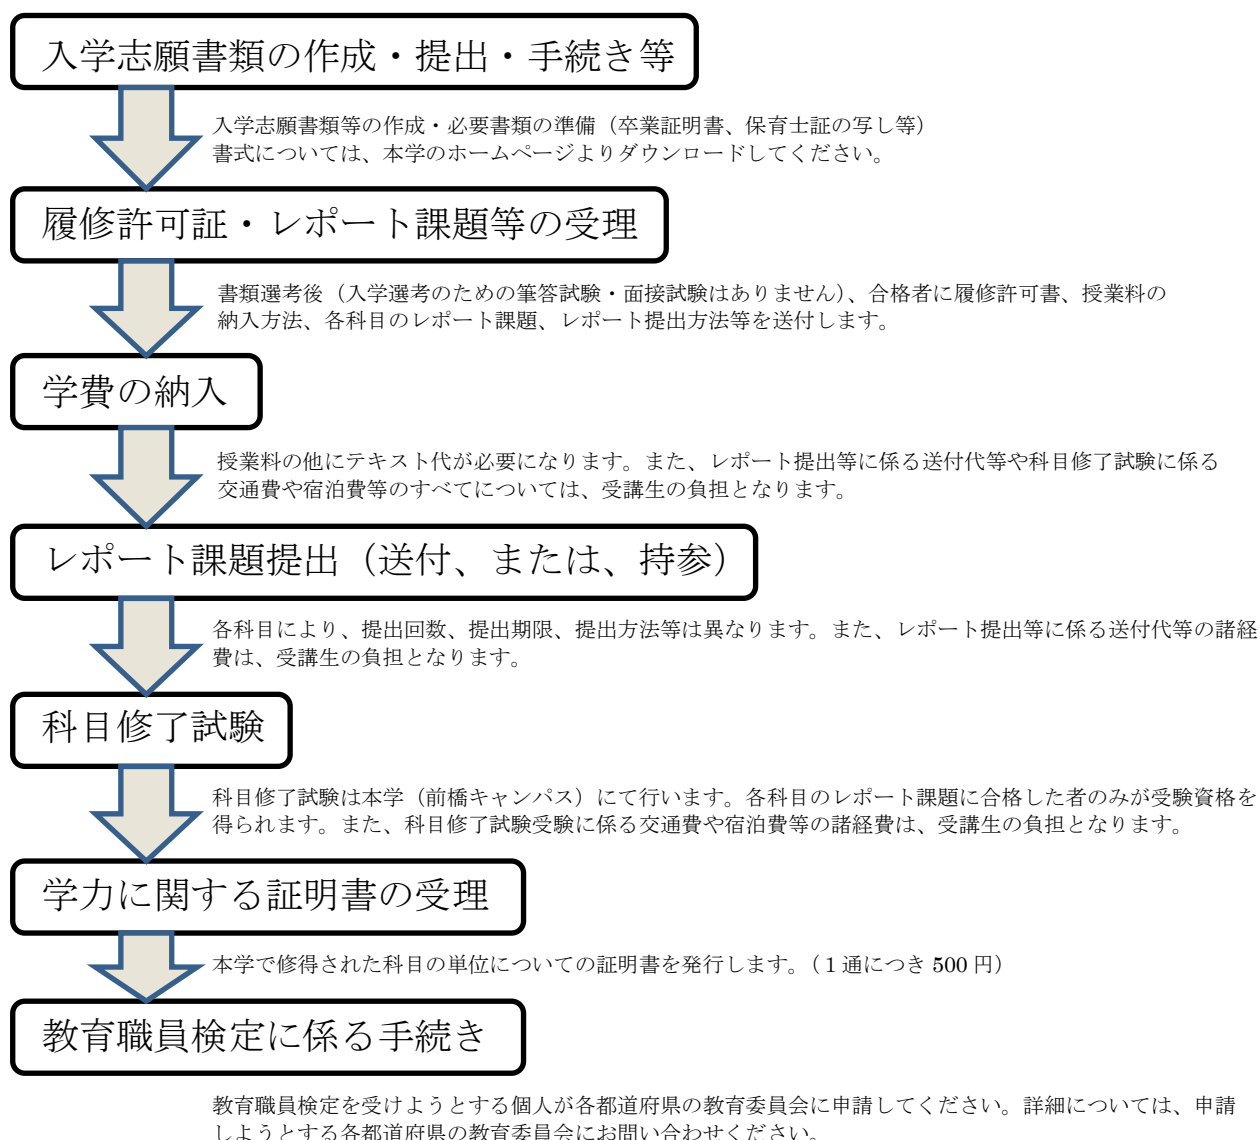 入学志願書類の作成・提出・手続き等
入学志願書類等の作成・必要書類の準備（卒業証明書、保育士証の写し等）
書式については、本学のホームページよりダウンロードしてください。
履修許可証・レポート課題等の受理
書類選考後（入学選考のための筆答試験・面接試験はありません）、合格者に履修許可書、授業料の
納入方法、各科目のレポート課題、レポート提出方法等を送付します。
学費の納入
授業料の他にテキスト代が必要になります。また、レポート提出等に係る送付代等や科目修了試験に係る
交通費や宿泊費等のすべてについては、受講生の負担となります。
レポート課題提出（送付、または、持参）
各科目により、提出回数、提出期限、提出方法等は異なります。また、レポート提出等に係る送付代等の諸経
費は、受講生の負担となります。
科目修了試験
科目修了試験は本学（前橋キャンパス）にて行います。各科目のレポート課題に合格した者のみが受験資格を
得られます。また、科目修了試験受験に係る交通費や宿泊費等の諸経費は、受講生の負担となります。
学力に関する証明書の受理
本学で修得された科目の単位についての証明書を発行します。（１通につき 500 円）
教育職員検定に係る手続き
教育職員検定を受けようとする個人が各都道府県の教育委員会に申請してください。詳細については、申請
しようとする各都道府県の教育委員会にお問い合わせください。